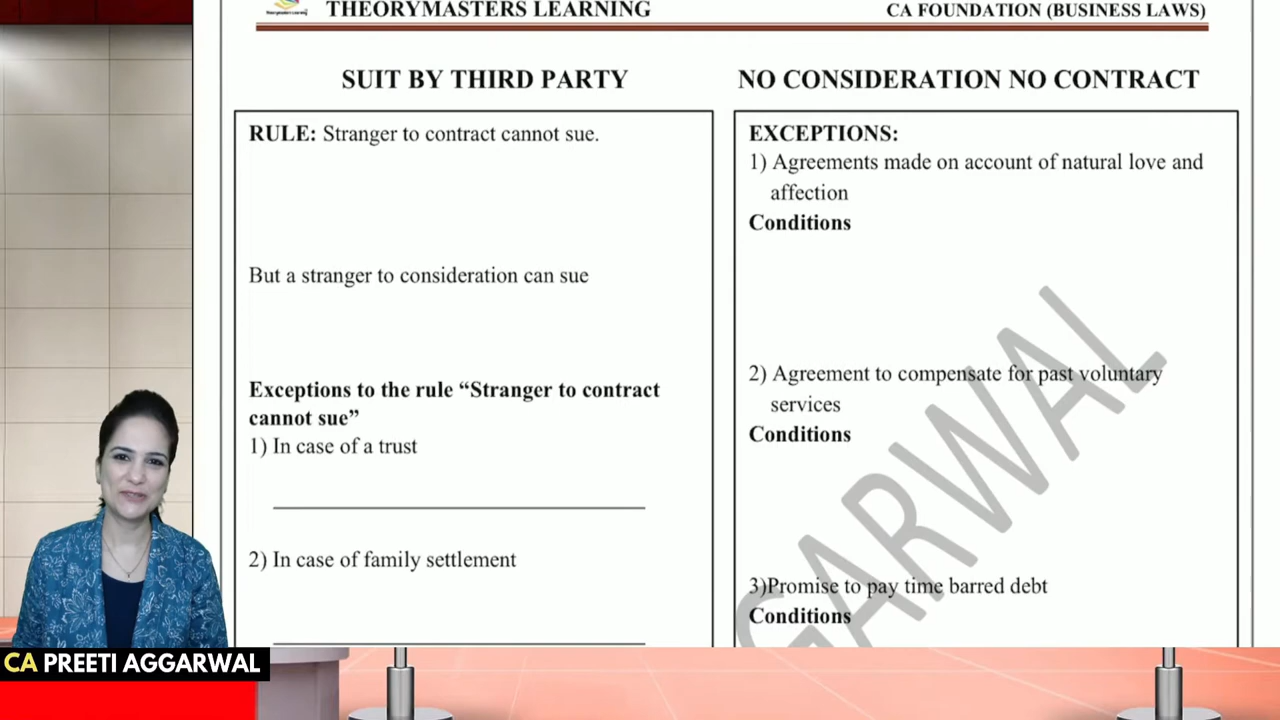 THEORYMASTERS LEARNING
CA FOUNDATION (BUSINESS LAWS)
SUIT BY THIRD PARTY
RULE: Stranger to contract cannot sue.
But a stranger to consideration can sue
Exceptions to the rule “Stranger to contract
cannot sue”
1) In case of a trust
2) In case of family settlement
NO CONSIDERATION NO CONTRACT
EXCEPTIONS:
1) Agreements made on account of natural love and
affection
Conditions
2) Agreement to compensate for past voluntary
services
Conditions
3)Promise to pay time barred debt
Conditions
GARWAL
CA PREETI AGGARWAL